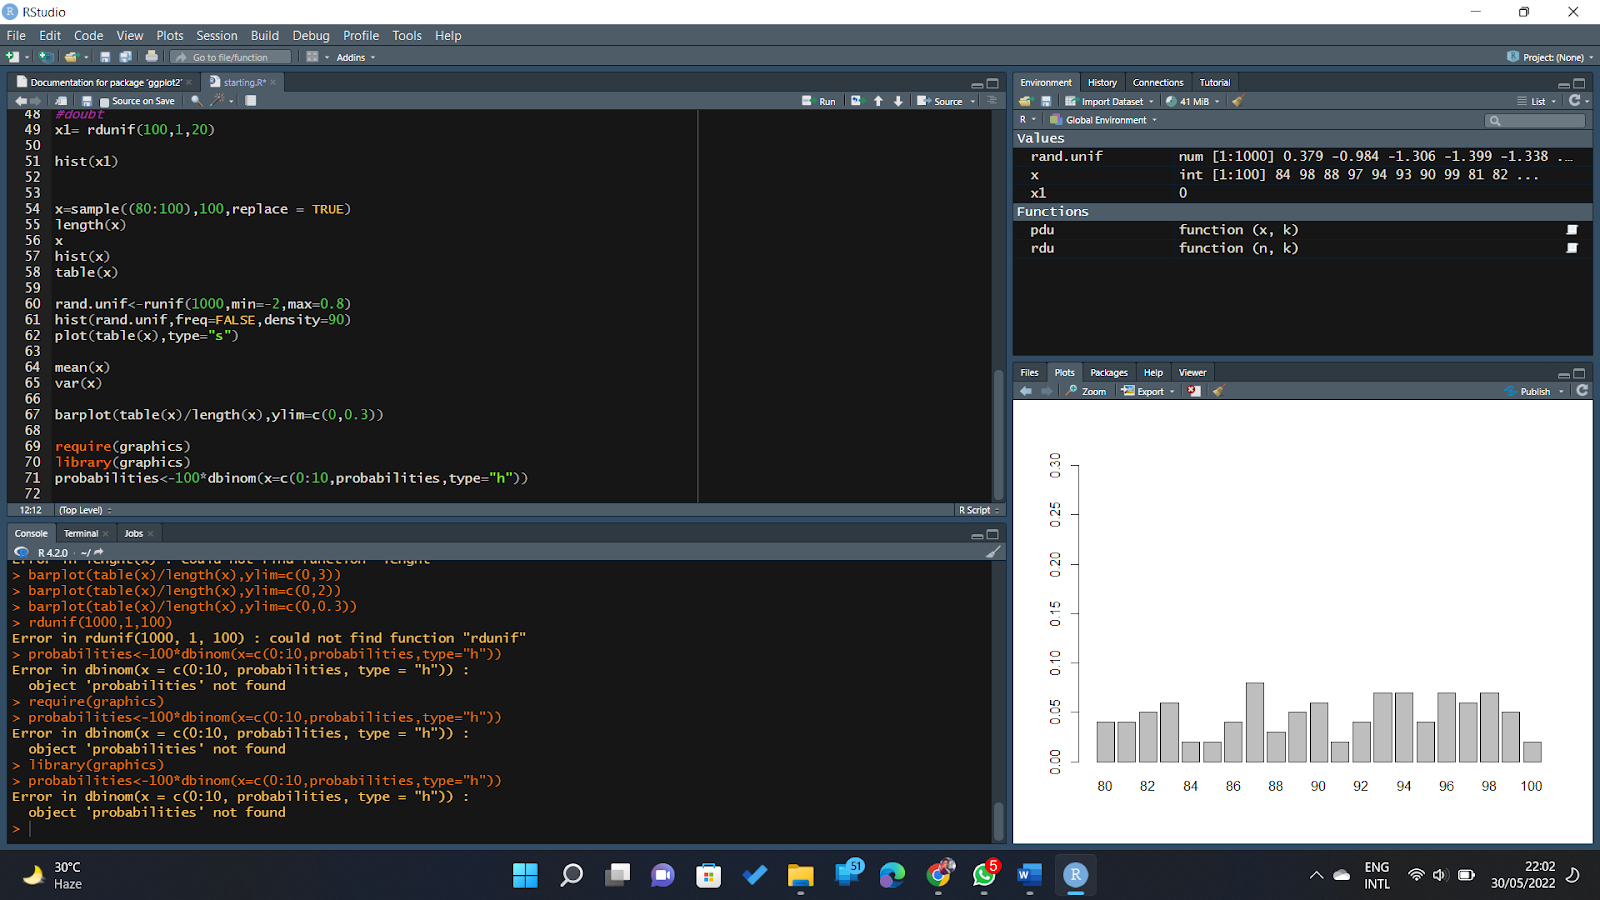 RStudio
File Edit Code View Plots Session Build Debug Profile Tools Help
Go to file/function Addins Project: (None)
Documentation for package 'ggplot2' starting.R*
Source on Save Run Source
48 #doubt
49 x1= rdunif(100,1,20)
50
51 hist(x1)
52
53
54 x=sample((80:100),100,replace = TRUE)
55 length(x)
56 x
57 hist(x)
58 table(x)
59
60 rand.unif<-runif(1000,min=-2,max=0.8)
61 hist(rand.unif,freq=FALSE,density=90)
62 plot(table(x),type="s")
63
64 mean(x)
65 var(x)
66
67 barplot(table(x)/length(x),ylim=c(0,0.3))
68
69 require(graphics)
70 library(graphics)
71 probabilities<-100*dbinom(x=c(0:10,probabilities,type="h"))
72
12:12 (Top Level) R Script
Console Terminal Jobs
R 4.2.0 · ~/
Error in lenght(x) : could not find function "lenght"
> barplot(table(x)/length(x),ylim=c(0,3))
> barplot(table(x)/length(x),ylim=c(0,2))
> barplot(table(x)/length(x),ylim=c(0,0.3))
> rdunif(1000,1,100)
Error in rdunif(1000, 1, 100) : could not find function "rdunif"
> probabilities<-100*dbinom(x=c(0:10,probabilities,type="h"))
Error in dbinom(x = c(0:10, probabilities, type = "h")) :
object 'probabilities' not found
> require(graphics)
> probabilities<-100*dbinom(x=c(0:10,probabilities,type="h"))
Error in dbinom(x = c(0:10, probabilities, type = "h")) :
object 'probabilities' not found
> library(graphics)
> probabilities<-100*dbinom(x=c(0:10,probabilities,type="h"))
Error in dbinom(x = c(0:10, probabilities, type = "h")) :
object 'probabilities' not found
>
Environment History Connections Tutorial
Import Dataset 41 MiB List
R Global Environment
Values
rand.unif num [1:1000] 0.379 -0.984 -1.306 -1.399 -1.338 ...
x int [1:100] 84 98 88 97 94 93 90 99 81 82 ...
x1 0
Functions
pdu function (x, k)
rdu function (n, k)
Files Plots Packages Help Viewer
Zoom Export Publish
0.30
0.25
0.20
0.15
0.10
0.05
0.00
80 82 84 86 88 90 92 94 96 98 100
30°C
Haze
51
5
ENG
INTL
22:02
30/05/2022